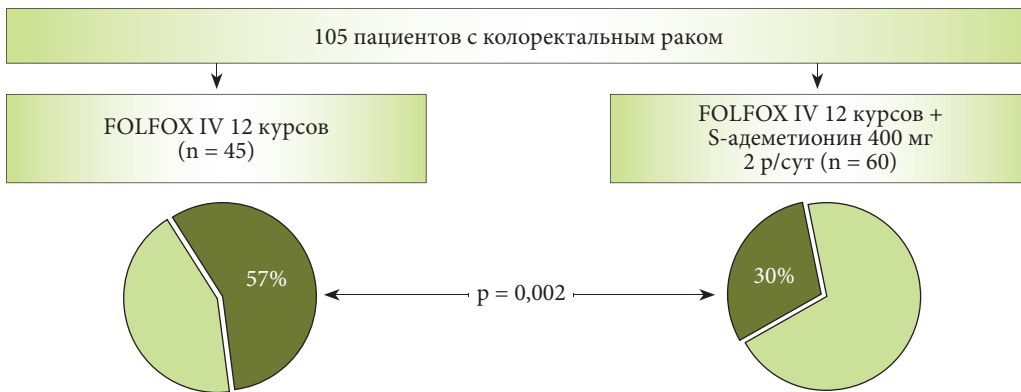 105 пациентов с колоректальным раком
FOLFOX IV 12 курсов
(n = 45)
FOLFOX IV 12 курсов +
S-адеметионин 400 мг
2 р/сут (n = 60)
57%
p = 0,002
30%